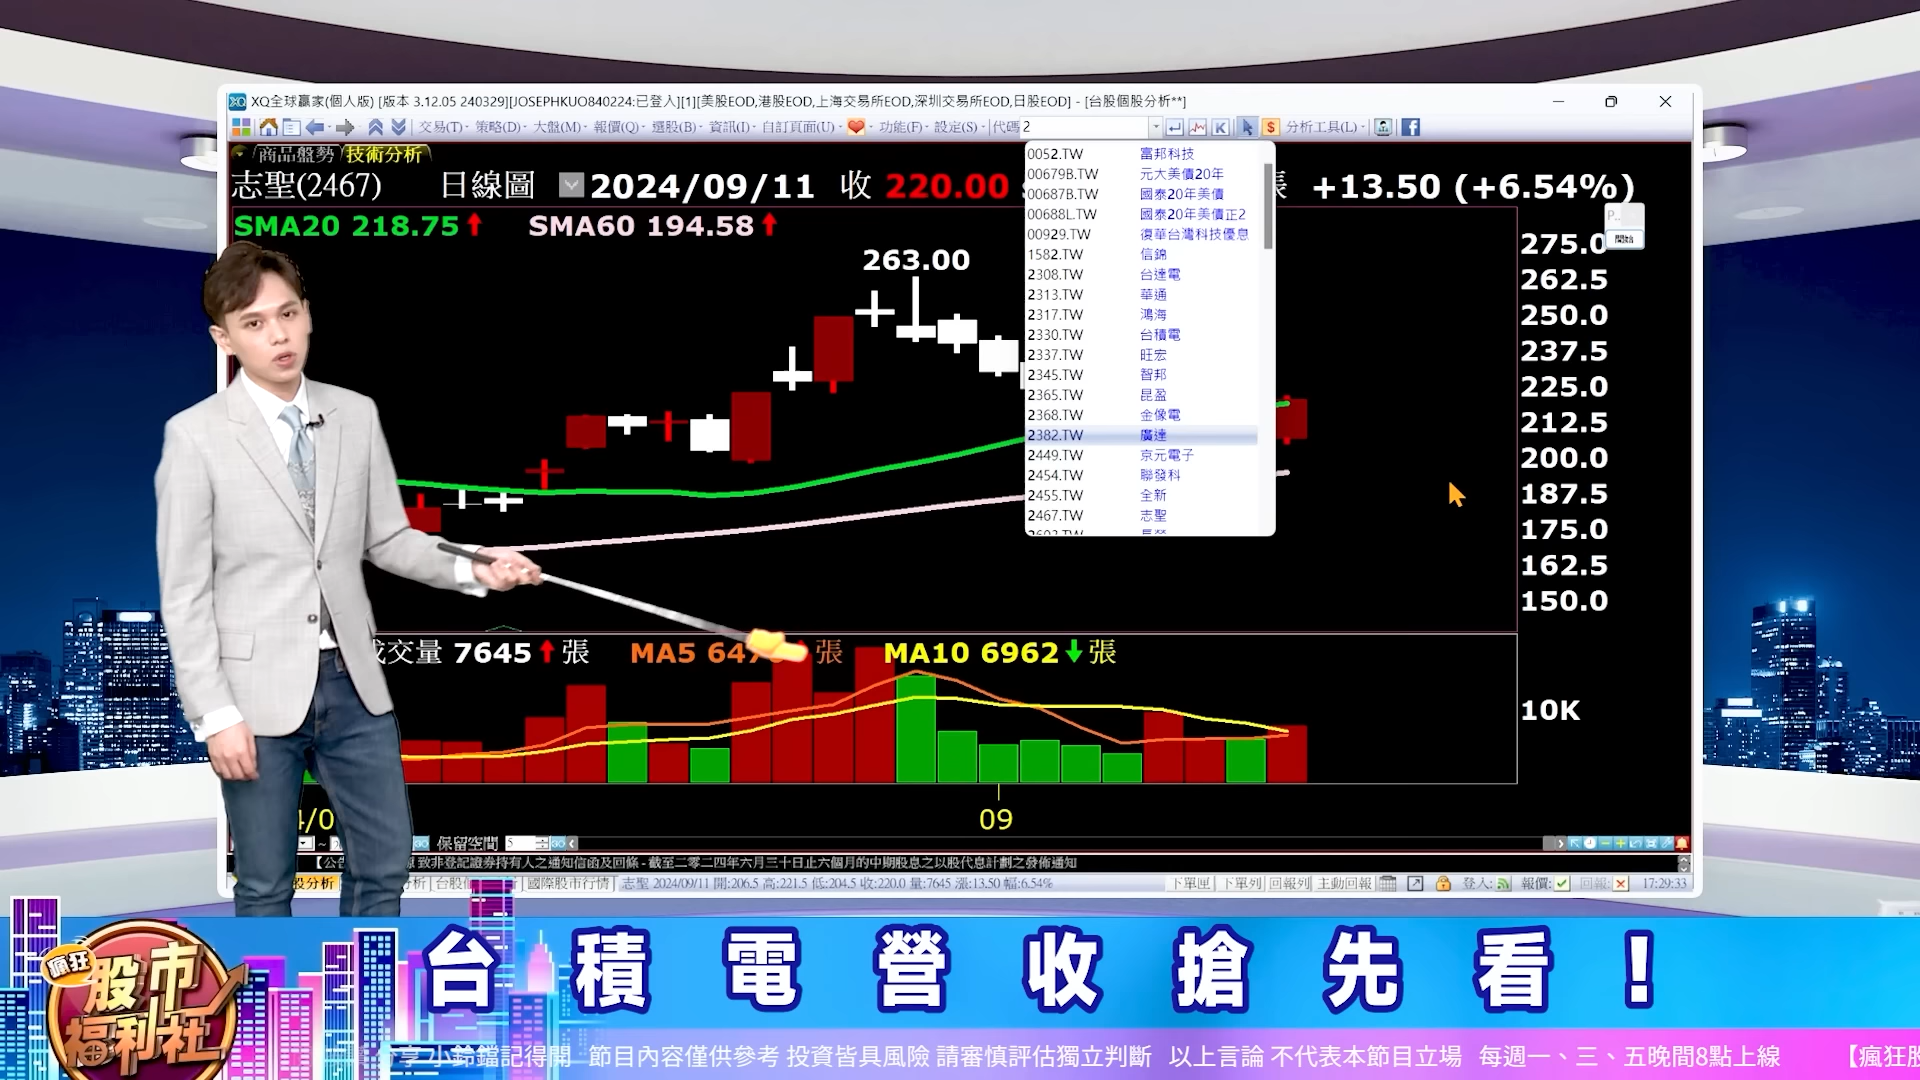 XQ全球贏家(個人版) [版本 3.12.05 240329][JOSEPHKUO840224:已登入][1][美股EOD,港股EOD,上海交易所EOD,深圳交易所EOD,日股EOD] - [台股個股分析**]
交易(T) 策略(D) 大盤(M) 報價(Q) 選股(B) 資訊(I) 自訂頁面(U) 功能(F) 設定(S) 代碼 2 分析工具(L)
商品盤勢 技術分析
志聖(2467) 日線圖 2024/09/11 收 220.00 張 +13.50 (+6.54%)
SMA20 218.75 SMA60 194.58
0052.TW 富邦科技
00679B.TW 元大美債20年
00687B.TW 國泰20年美債
00688L.TW 國泰20年美債正2
00929.TW 復華台灣科技優息
1582.TW 信錦
2308.TW 台達電
2313.TW 華通
2317.TW 鴻海
2330.TW 台積電
2337.TW 旺宏
2345.TW 智邦
2365.TW 昆盈
2368.TW 金像電
2382.TW 廣達
2449.TW 京元電子
2454.TW 聯發科
2455.TW 全新
2467.TW 志聖
263.00
開始
275.0
262.5
250.0
237.5
225.0
212.5
200.0
187.5
175.0
162.5
150.0
成交量 7645 張 MA5 張 MA10 6962 張
10K
09
保留空間 5
致非登記證券持有人之通知信函及回條 - 截至二零二四年六月三十日止六個月的中期股息之以股代息計劃之發佈通知
股分析 國際股市行情 志聖 2024/09/11 開:206.5 高:221.5 低:204.5 收:220.0 量:7645 漲:13.50 幅:6.54% 下單匣 下單列 回報列 主動回報 登入: 報價: 回報: 17:29:33
台積電營收搶先看！
瘋狂
股市
福利社
分享 小鈴鐺記得開 節目內容僅供參考 投資皆具風險 請審慎評估獨立判斷 以上言論 不代表本節目立場 每週一、三、五晚間8點上線 【瘋狂股